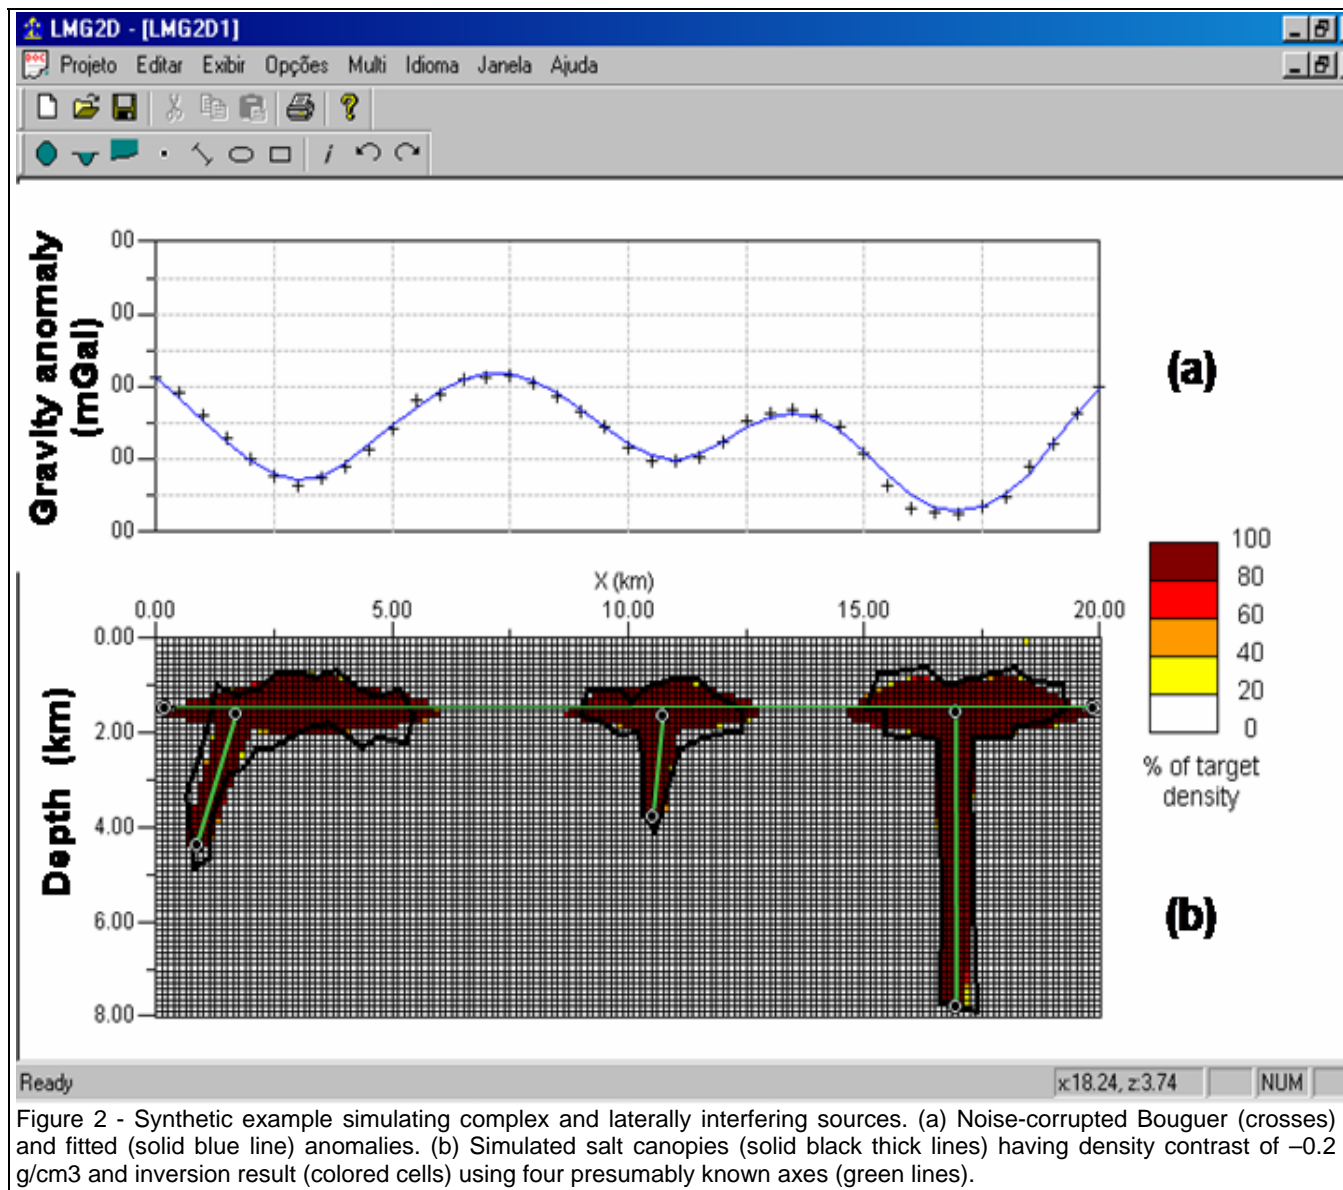 LMG2D - [LMG2D1]
Projeto Editar Exibir Opções Multi Idioma Janela Ajuda
Gravity anomaly
(mGal)
00
00
00
00
00
(a)
X (km)
0.00 5.00 10.00 15.00 20.00
Depth (km)
0.00
2.00
4.00
6.00
8.00
100
80
60
40
20
0
% of target
density
(b)
Ready x:18.24, z:3.74 NUM
Figure 2 - Synthetic example simulating complex and laterally interfering sources. (a) Noise-corrupted Bouguer (crosses)
and fitted (solid blue line) anomalies. (b) Simulated salt canopies (solid black thick lines) having density contrast of –0.2
g/cm3 and inversion result (colored cells) using four presumably known axes (green lines).